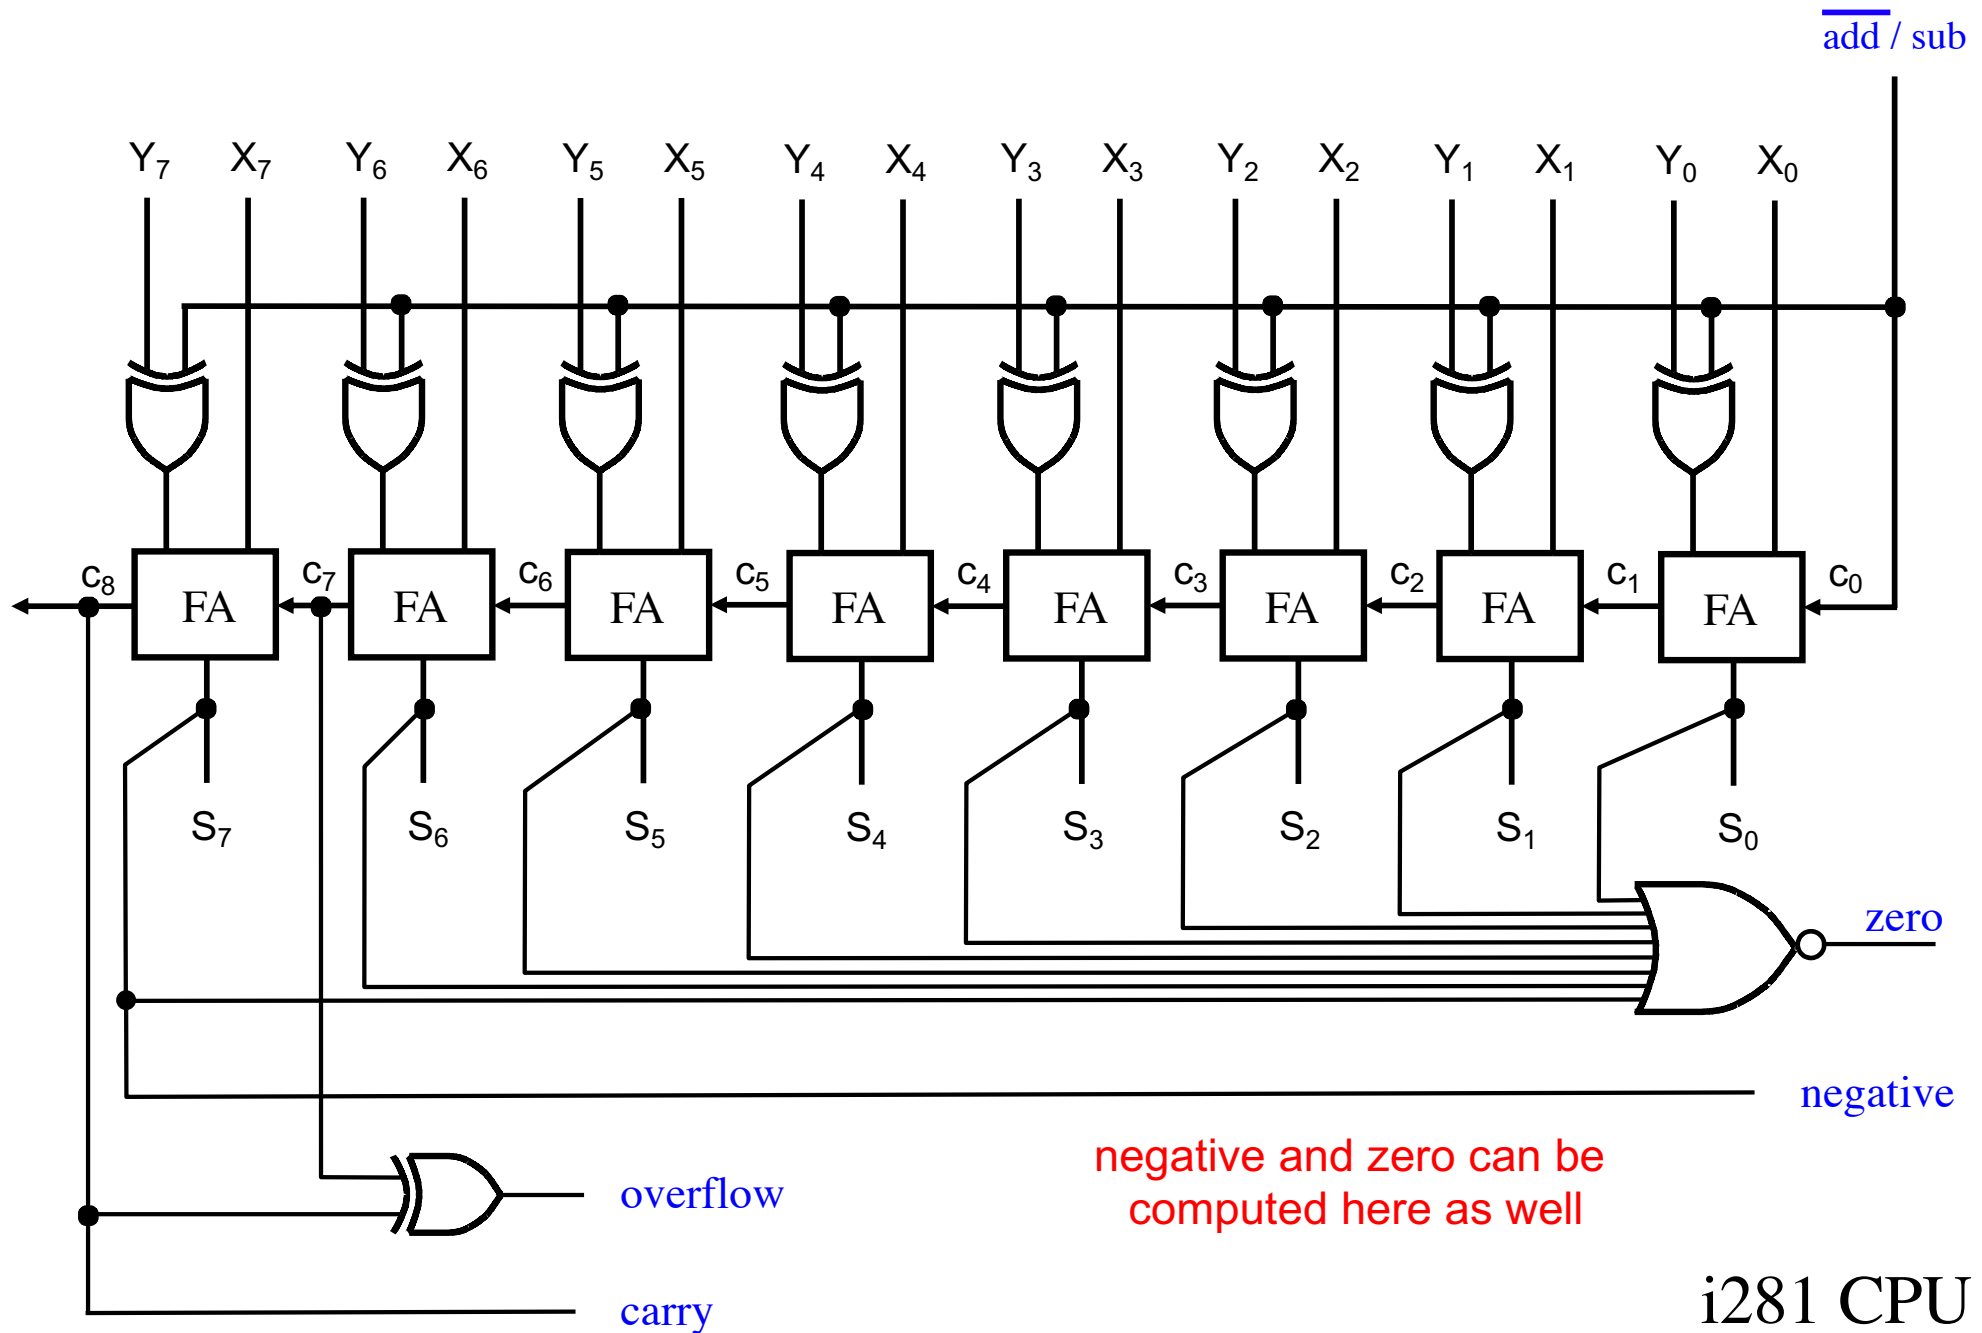 add / sub
Y7 X7 Y6 X6 Y5 X5 Y4 X4 Y3 X3 Y2 X2 Y1 X1 Y0 X0
c8 FA c7 FA c6 FA c5 FA c4 FA c3 FA c2 FA c1 FA c0
S7 S6 S5 S4 S3 S2 S1 S0
zero
negative
negative and zero can be
computed here as well
overflow
carry
i281 CPU